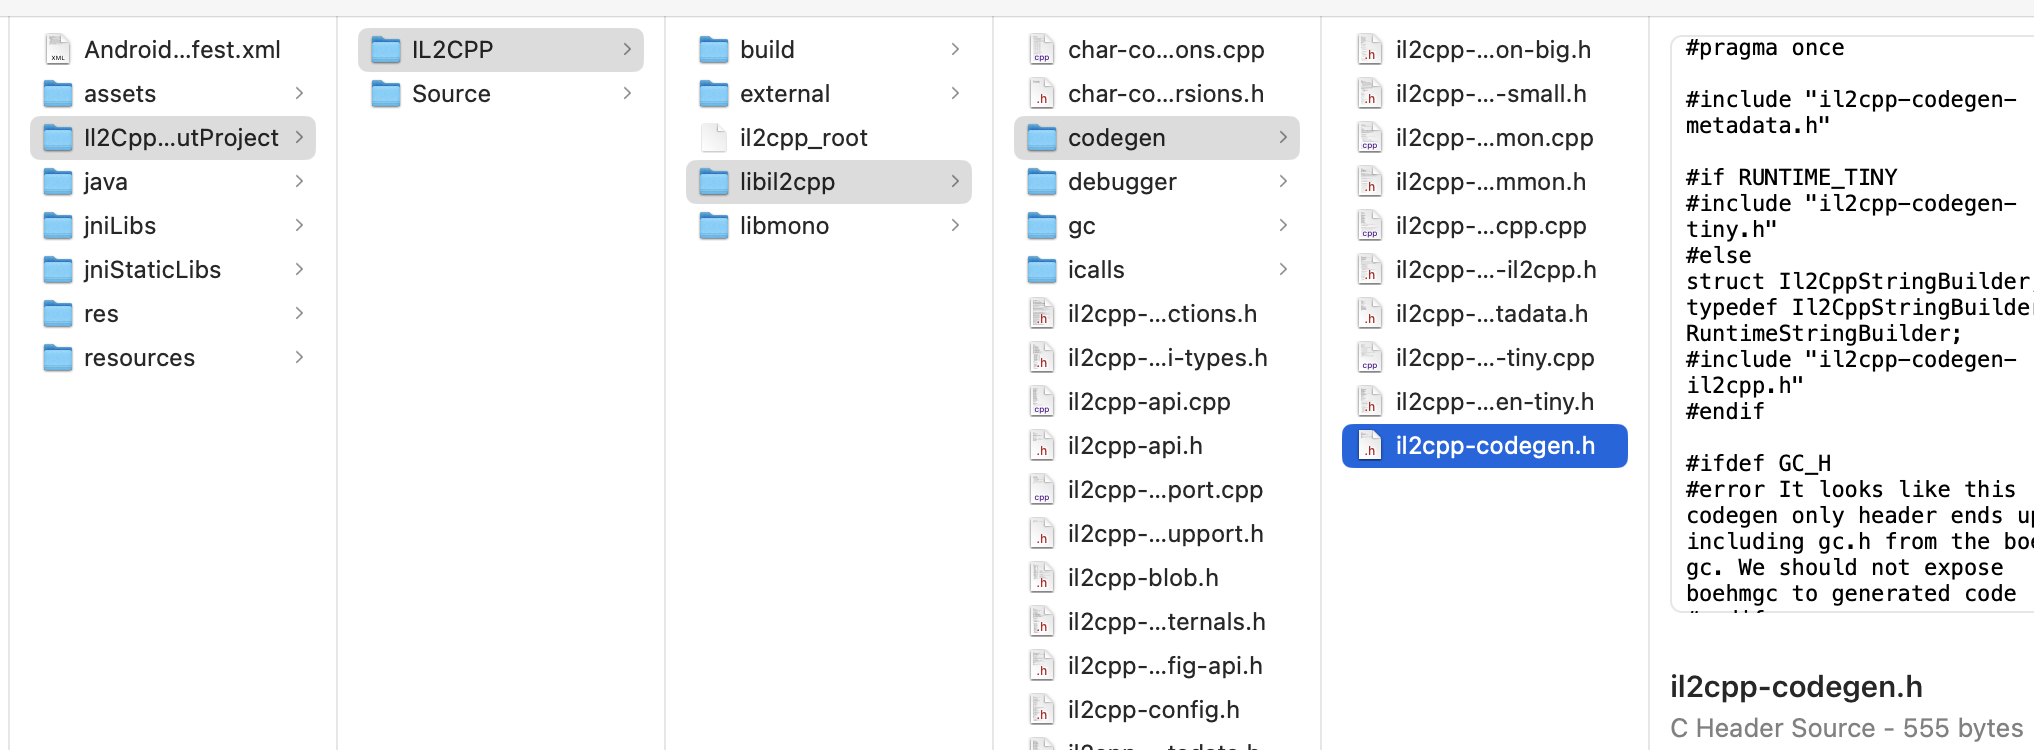 Android...fest.xml
assets
Il2Cpp...utProject
java
jniLibs
jniStaticLibs
res
resources
IL2CPP
Source
build
external
il2cpp_root
libil2cpp
libmono
char-co...ons.cpp
char-co...rsions.h
codegen
debugger
gc
icalls
il2cpp-...ctions.h
il2cpp-...i-types.h
il2cpp-api.cpp
il2cpp-api.h
il2cpp-...port.cpp
il2cpp-...upport.h
il2cpp-blob.h
il2cpp-...ternals.h
il2cpp-...fig-api.h
il2cpp-config.h
il2cpp-...on-big.h
il2cpp-...-small.h
il2cpp-...mon.cpp
il2cpp-...mmon.h
il2cpp-...cpp.cpp
il2cpp-...-il2cpp.h
il2cpp-...tadata.h
il2cpp-...-tiny.cpp
il2cpp-...en-tiny.h
il2cpp-codegen.h
#pragma once
#include "il2cpp-codegen-
metadata.h"
#if RUNTIME_TINY
#include "il2cpp-codegen-
tiny.h"
#else
struct Il2CppStringBuilder;
typedef Il2CppStringBuilder
RuntimeStringBuilder;
#include "il2cpp-codegen-
il2cpp.h"
#endif
#ifdef GC_H
#error It looks like this
codegen only header ends up
including gc.h from the boe
gc. We should not expose
boehmgc to generated code
il2cpp-codegen.h
C Header Source - 555 bytes